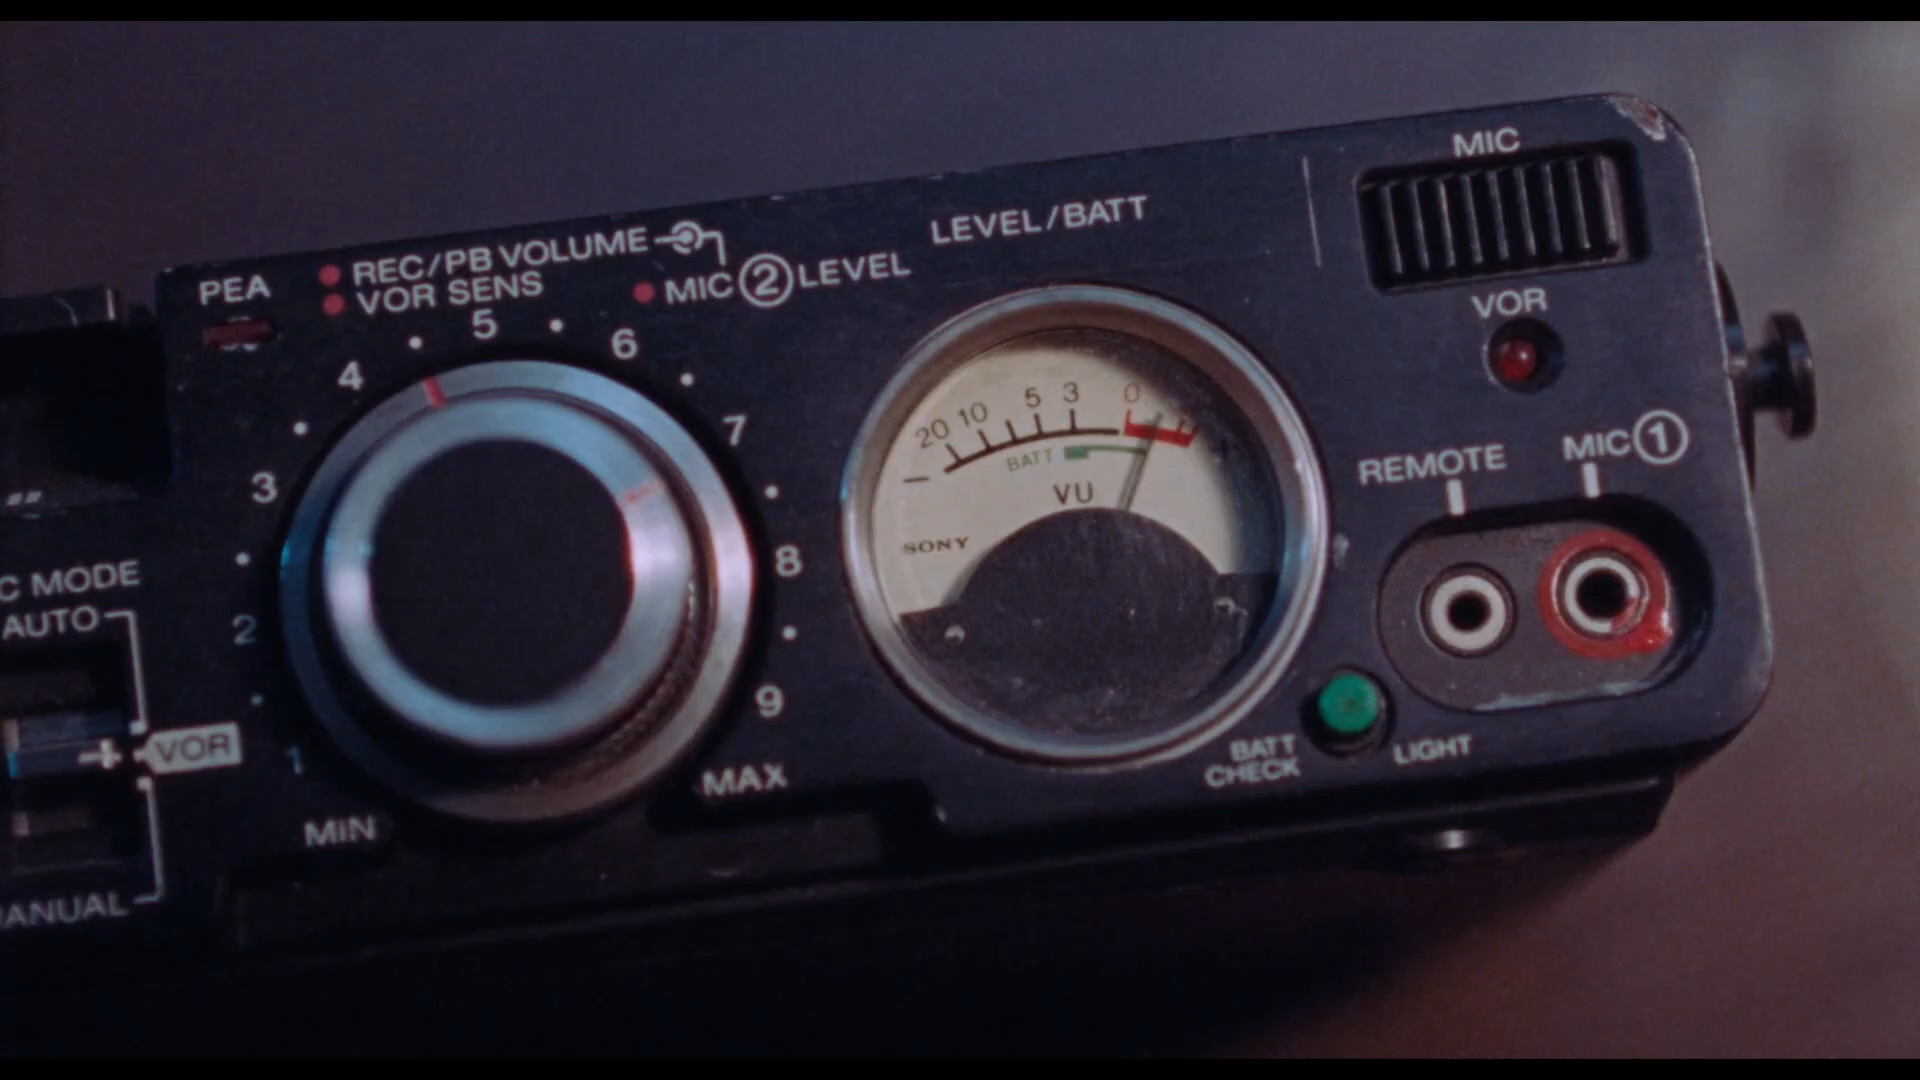 MIC
LEVEL/BATT
REC/PB VOLUME
PEA
VOR SENS
MIC 2 LEVEL
VOR
5
6
4
7
3
8
2
9
1
MIN
MAX
20 10 5 3 0
BATT
VU
SONY
REMOTE
MIC 1
C MODE
AUTO
VOR
ANUAL
BATT
CHECK
LIGHT